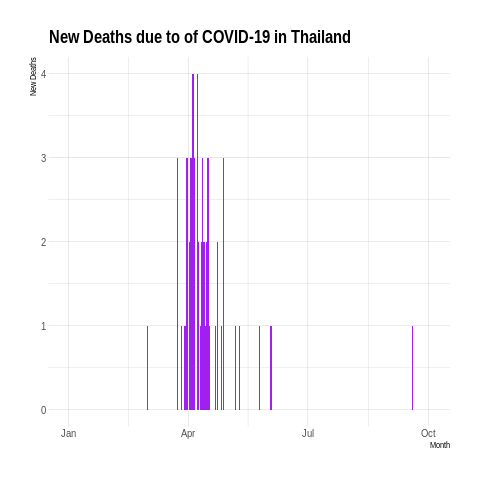 New Deaths due to of COVID-19 in Thailand
New Deaths
4
3
2
1
0
Jan Apr Jul Oct
Month